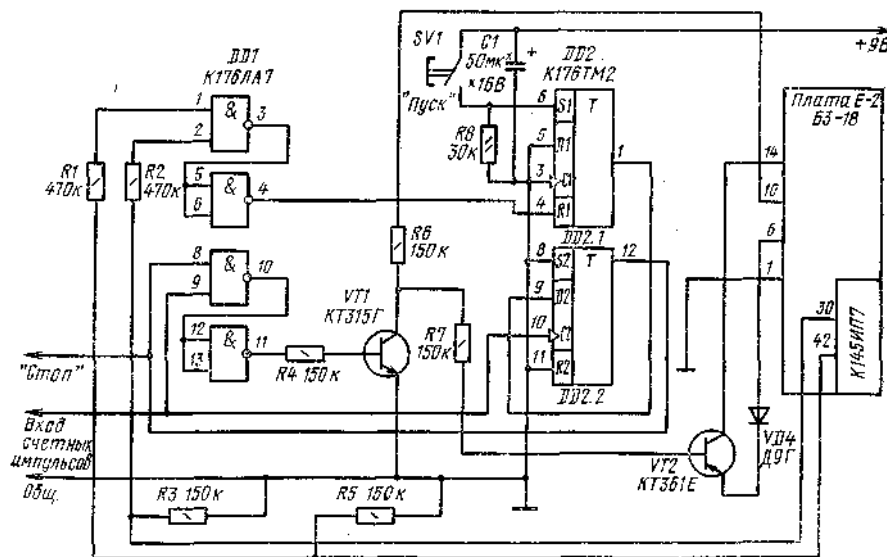 SV1
"Пуск"
C1
50мк
×16В
+
+9В
DD1
К176ЛА7
1
2
&
3
5
6
&
4
8
9
&
10
12
13
&
11
R1
470к
R2
470к
R4 150к
R6
150к
VT1
КТ315Г
R7
150к
R8
30к
DD2
К176ТМ2
6
S1
T
5
D1
3
C1
4
R1
1
DD2.1
8
S2
T
9
D2
10
C2
11
R2
12
DD2.2
Плата Е-2
Б3-18
14
10
6
1
30
42
К145ИП7
VD4
Д9Г
VT2
КТ361Е
"Стоп"
Вход
счетных
импульсов
Общ.
R3 150к
R5 150к